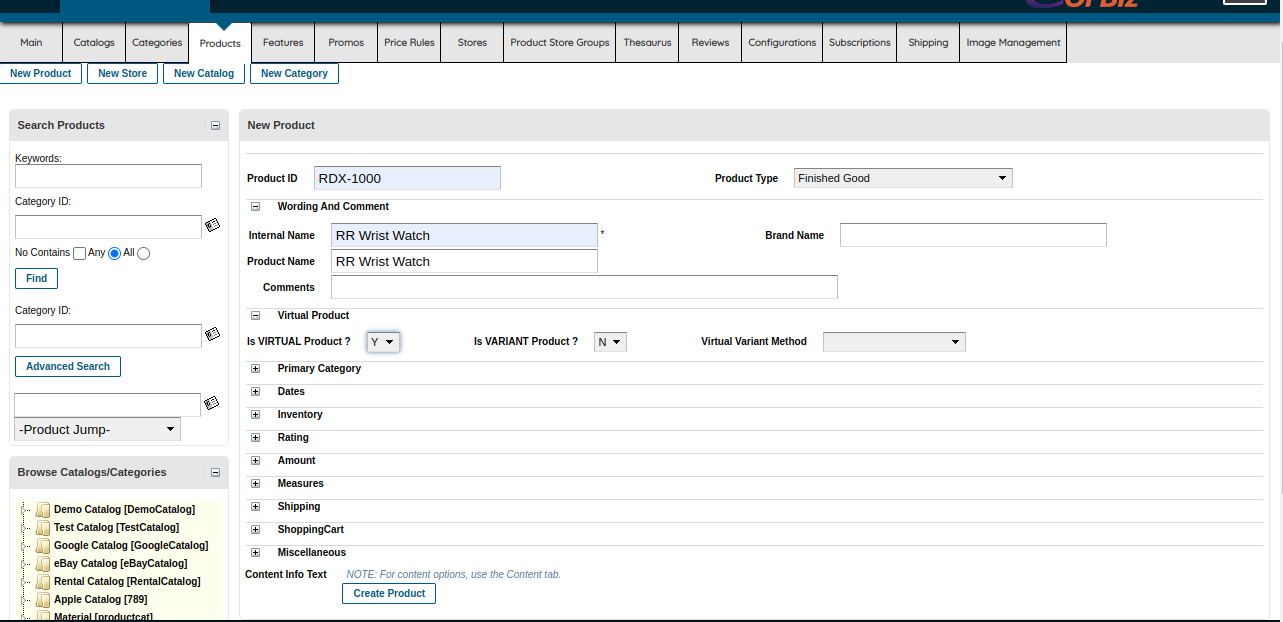 OFBiz
Main Catalogs Categories Products Features Promos Price Rules Stores Product Store Groups Thesaurus Reviews Configurations Subscriptions Shipping Image Management
New Product New Store New Catalog New Category
Search Products
Keywords:
Category ID:
No Contains Any All
Find
Category ID:
Advanced Search
-Product Jump-
Browse Catalogs/Categories
Demo Catalog [DemoCatalog]
Test Catalog [TestCatalog]
Google Catalog [GoogleCatalog]
eBay Catalog [eBayCatalog]
Rental Catalog [RentalCatalog]
Apple Catalog [789]
Material [productcat]
New Product
Product ID RDX-1000 Product Type Finished Good
Wording And Comment
Internal Name RR Wrist Watch * Brand Name
Product Name RR Wrist Watch
Comments
Virtual Product
Is VIRTUAL Product ? Y Is VARIANT Product ? N Virtual Variant Method
Primary Category
Dates
Inventory
Rating
Amount
Measures
Shipping
ShoppingCart
Miscellaneous
Content Info Text NOTE: For content options, use the Content tab.
Create Product